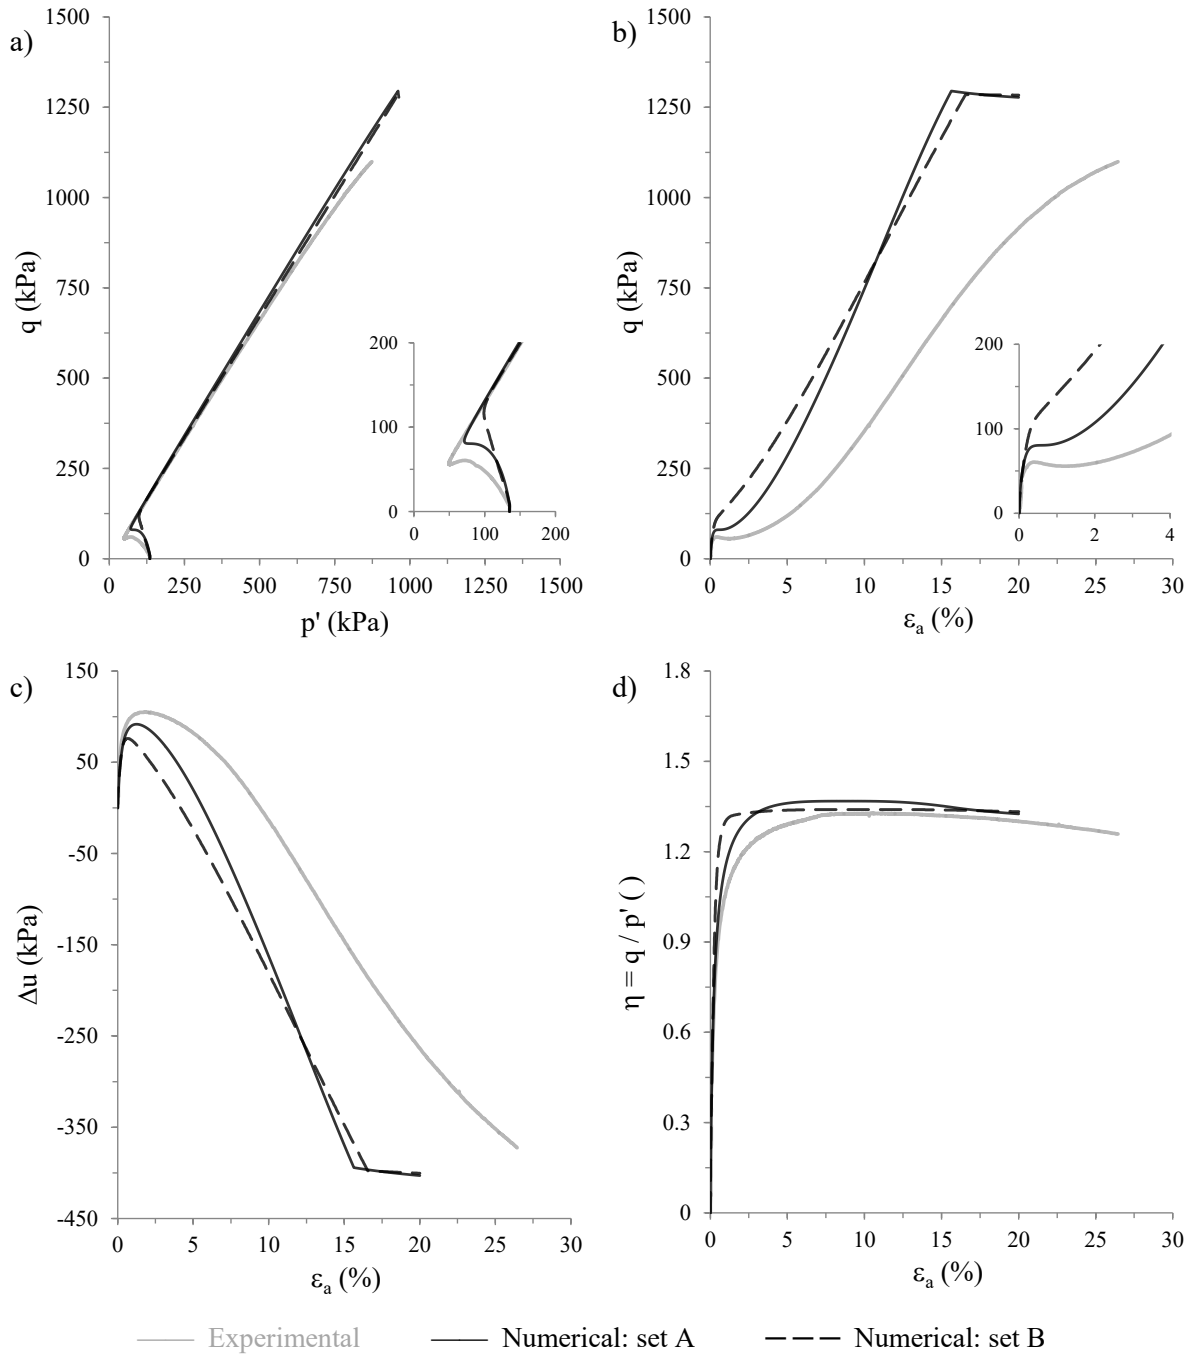 a)
1500
1250
1000
750
500
250
0
q (kPa)
200
100
0
0 100 200
0 250 500 750 1000 1250 1500
p' (kPa)
b)
1500
1250
1000
750
500
250
0
q (kPa)
200
100
0
0 2 4
0 5 10 15 20 25 30
εa (%)
c)
150
50
-50
-150
-250
-350
-450
Δu (kPa)
0 5 10 15 20 25 30
εa (%)
d)
1.8
1.5
1.2
0.9
0.6
0.3
0
η = q / p' ( )
0 5 10 15 20 25 30
εa (%)
Experimental Numerical: set A Numerical: set B